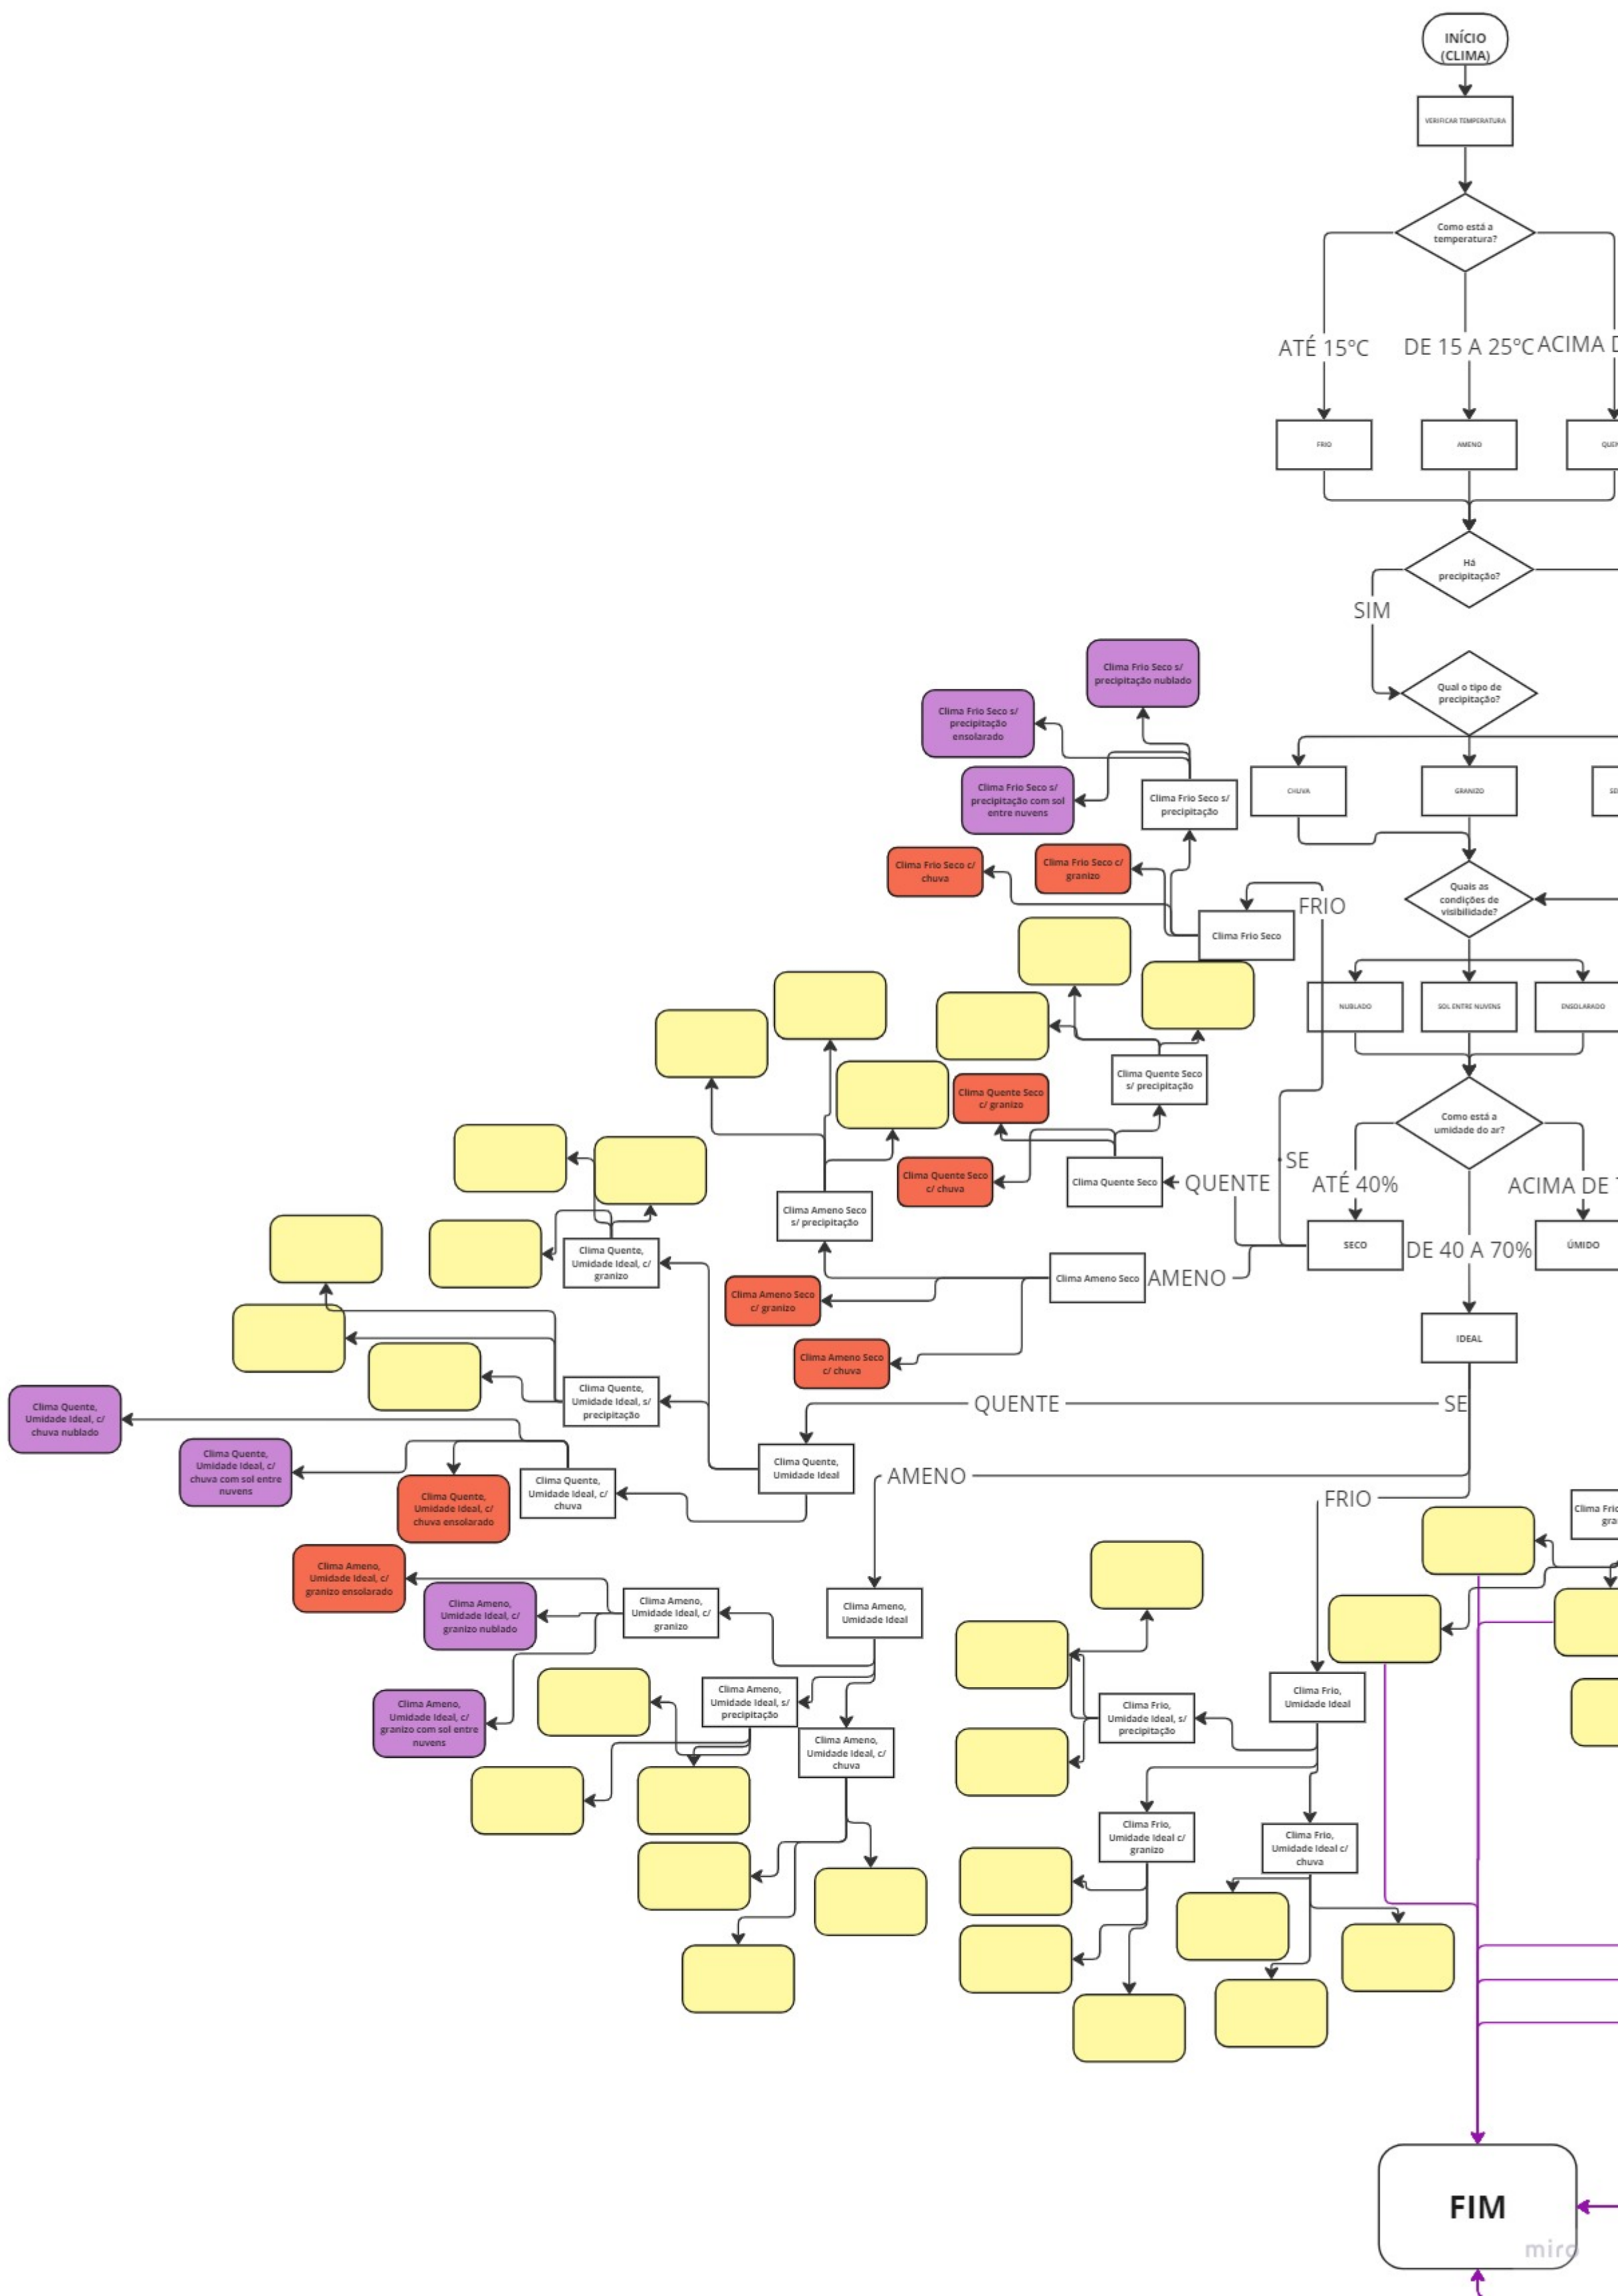 INÍCIO
(CLIMA)
VERIFICAR TEMPERATURA
Como está a
temperatura?
ATÉ 15ºC
DE 15 A 25ºC
ACIMA D
FRIO
AMENO
QUEN
Há
precipitação?
SIM
Qual o tipo de
precipitação?
CHUVA
GRANIZO
Quais as
condições de
visibilidade?
NUBLADO
SOL ENTRE NUVENS
ENSOLARADO
Como está a
umidade do ar?
ATÉ 40%
DE 40 A 70%
ACIMA DE
SECO
ÚMIDO
IDEAL
SE
FRIO
QUENTE
AMENO
Clima Frio Seco
Clima Frio Seco s/
precipitação
Clima Frio Seco s/
precipitação nublado
Clima Frio Seco s/
precipitação
ensolarado
Clima Frio Seco s/
precipitação com sol
entre nuvens
Clima Frio Seco c/
chuva
Clima Frio Seco c/
granizo
Clima Quente Seco
Clima Quente Seco
s/ precipitação
Clima Quente Seco
c/ granizo
Clima Quente Seco
c/ chuva
Clima Ameno Seco
Clima Ameno Seco
s/ precipitação
Clima Ameno Seco
c/ granizo
Clima Ameno Seco
c/ chuva
SE
QUENTE
AMENO
FRIO
Clima Quente,
Umidade Ideal
Clima Quente,
Umidade Ideal, c/
granizo
Clima Quente,
Umidade Ideal, s/
precipitação
Clima Quente,
Umidade Ideal, c/
chuva
Clima Quente,
Umidade Ideal, c/
chuva nublado
Clima Quente,
Umidade Ideal, c/
chuva com sol entre
nuvens
Clima Quente,
Umidade Ideal, c/
chuva ensolarado
Clima Ameno,
Umidade Ideal
Clima Ameno,
Umidade Ideal, c/
granizo
Clima Ameno,
Umidade Ideal, c/
granizo ensolarado
Clima Ameno,
Umidade Ideal, c/
granizo nublado
Clima Ameno,
Umidade Ideal, c/
granizo com sol entre
nuvens
Clima Ameno,
Umidade Ideal, s/
precipitação
Clima Ameno,
Umidade Ideal, c/
chuva
Clima Frio,
Umidade Ideal
Clima Frio,
Umidade Ideal, s/
precipitação
Clima Frio,
Umidade Ideal c/
granizo
Clima Frio,
Umidade Ideal c/
chuva
Clima Fri
gra
FIM
miro